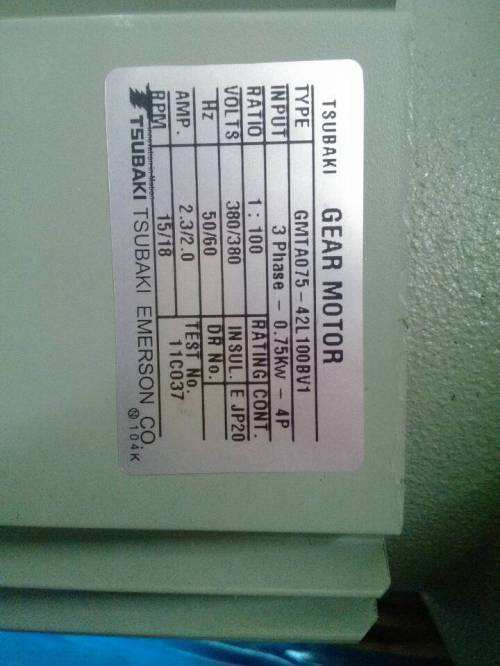 TSUBAKI GEAR MOTOR
TYPE GMTA075-42L100BV1
INPUT 3 Phase - 0.75Kw - 4P
RATIO 1 : 100 RATING CONT.
VOLTS 380/380 INSUL. E JP20
Hz 50/60 DR No.
AMP. 2.3/2.0 TEST No.
RPM 15/18 11C037
TSUBAKI TSUBAKI EMERSON CO.
104K